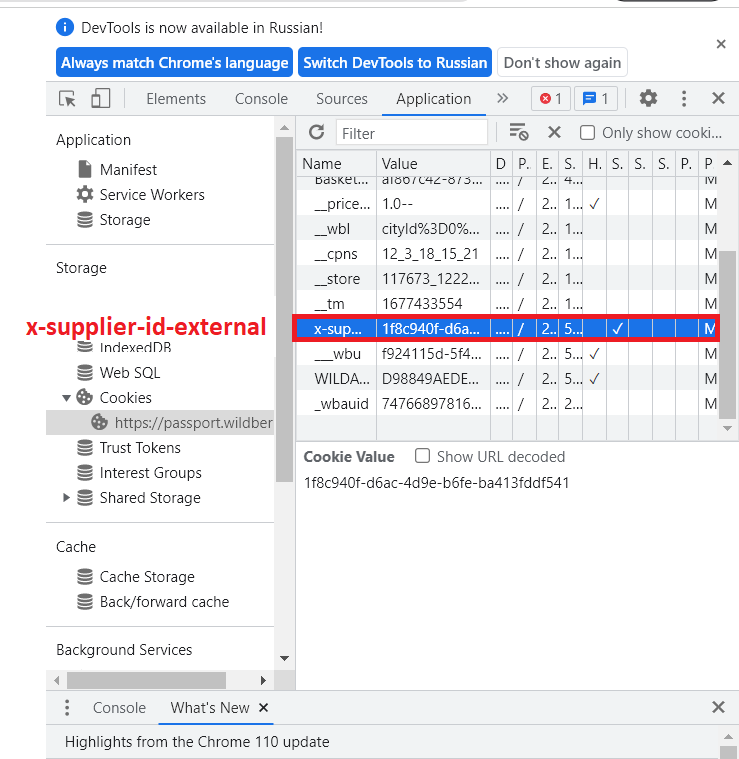 DevTools is now available in Russian!
Always match Chrome's language Switch DevTools to Russian Don't show again
Elements Console Sources Application 1 1
Application
Manifest
Service Workers
Storage
Storage
x-supplier-id-external
IndexedDB
Web SQL
Cookies
https://passport.wildber
Trust Tokens
Interest Groups
Shared Storage
Cache
Cache Storage
Back/forward cache
Background Services
Filter Only show cooki...
Name Value D P. E. S. H. S. S. S. P. P
Basket... af867c42-873... .... / 2.. 4... M
__price... 1.0-- .... / 2.. 1... ✓ M
__wbl cityId%3D0%... .... / 2.. 1... M
__cpns 12_3_18_15_21 .... / 2.. 1... M
__store 117673_1222... .... / 2.. 1... M
__tm 1677433554 .... / 2.. 1... M
x-sup... 1f8c940f-d6a... .... / 2.. 5... ✓ M
___wbu f924115d-5f4... .... / 2.. 5... ✓ M
WILDA... D98849AEDE... .... / 2.. 5... ✓ M
_wbauid 74766897816... .... / 2.. 2... M
Cookie Value Show URL decoded
1f8c940f-d6ac-4d9e-b6fe-ba413fddf541
Console What's New
Highlights from the Chrome 110 update